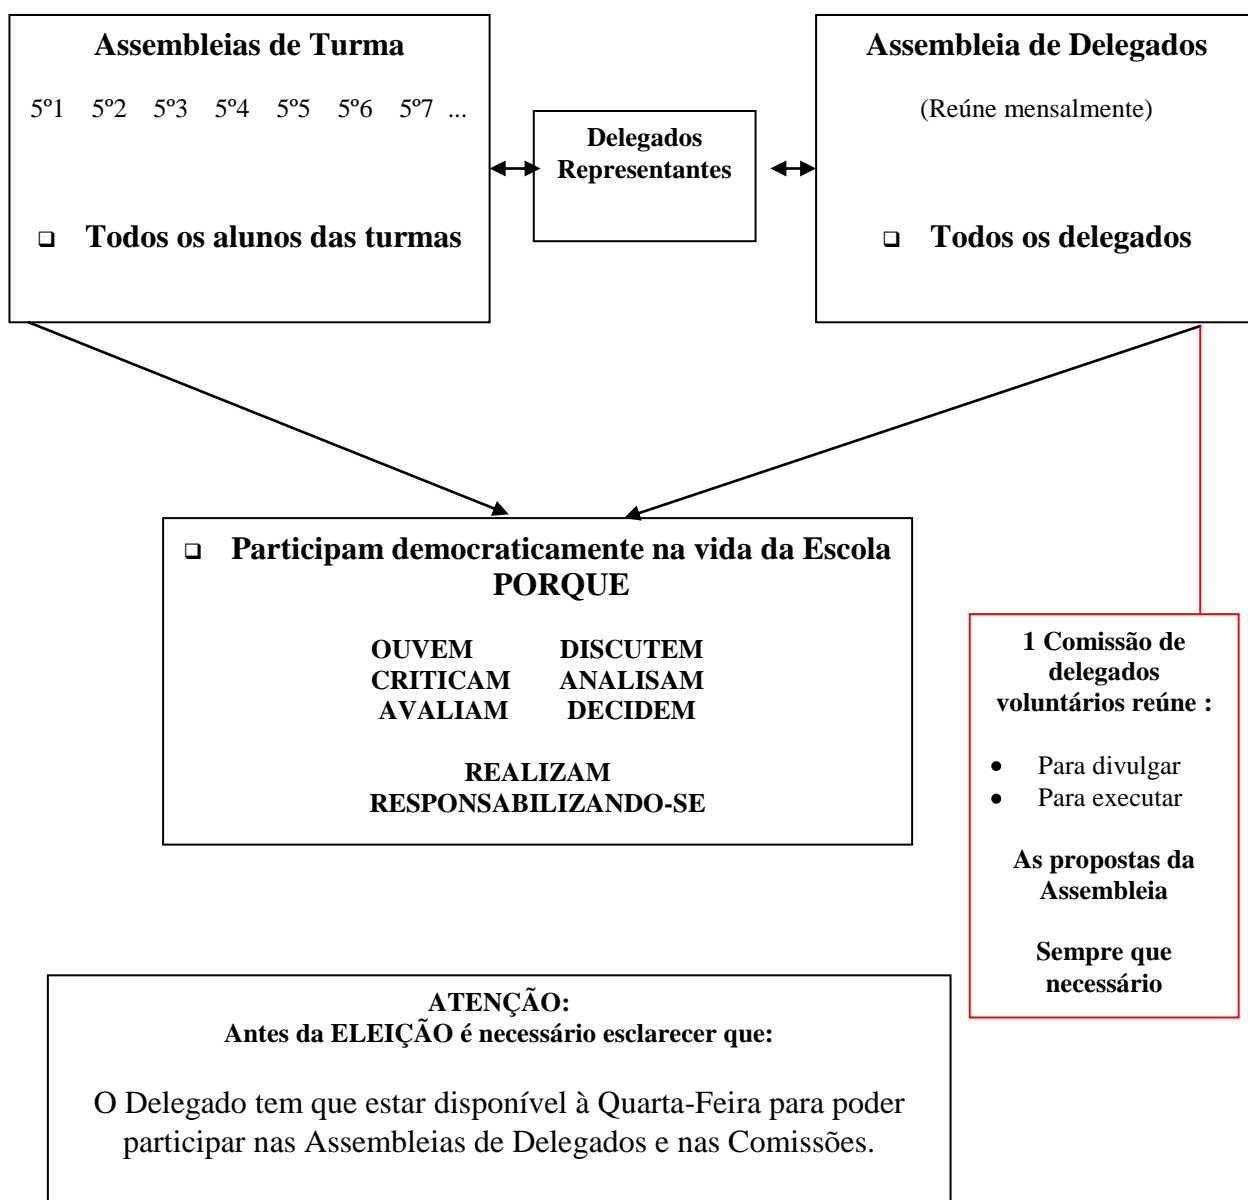 Assembleias de Turma
5º1 5º2 5º3 5º4 5º5 5º6 5º7 ...
Todos os alunos das turmas
Delegados
Representantes
Assembleia de Delegados
(Reúne mensalmente)
Todos os delegados
Participam democraticamente na vida da Escola
PORQUE
OUVEM DISCUTEM
CRITICAM ANALISAM
AVALIAM DECIDEM
REALIZAM
RESPONSABILIZANDO-SE
1 Comissão de
delegados
voluntários reúne :
Para divulgar
Para executar
As propostas da
Assembleia
Sempre que
necessário
ATENÇÃO:
Antes da ELEIÇÃO é necessário esclarecer que:
O Delegado tem que estar disponível à Quarta-Feira para poder
participar nas Assembleias de Delegados e nas Comissões.